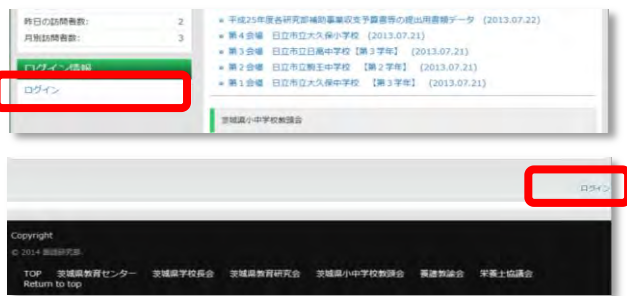 昨日の訪問者数: 2
月別訪問者数: 3
ログイン情報
ログイン
平成25年度各研究部補助事業収支予算書等の提出用書類データ (2013.07.22)
第4会場 日立市立大久保小学校 (2013.07.21)
第3会場 日立市立日高中学校【第3学年】 (2013.07.21)
第2会場 日立市立駒王中学校 【第2学年】 (2013.07.21)
第1会場 日立市立大久保中学校 【第3学年】 (2013.07.21)
茨城県小中学校教頭会
ログイン
Copyright
© 2014 国語研究部.
TOP 茨城県教育センター 茨城県学校長会 茨城県教育研究会 茨城県小中学校教頭会 養護教諭会 栄養士協議会
Return to top